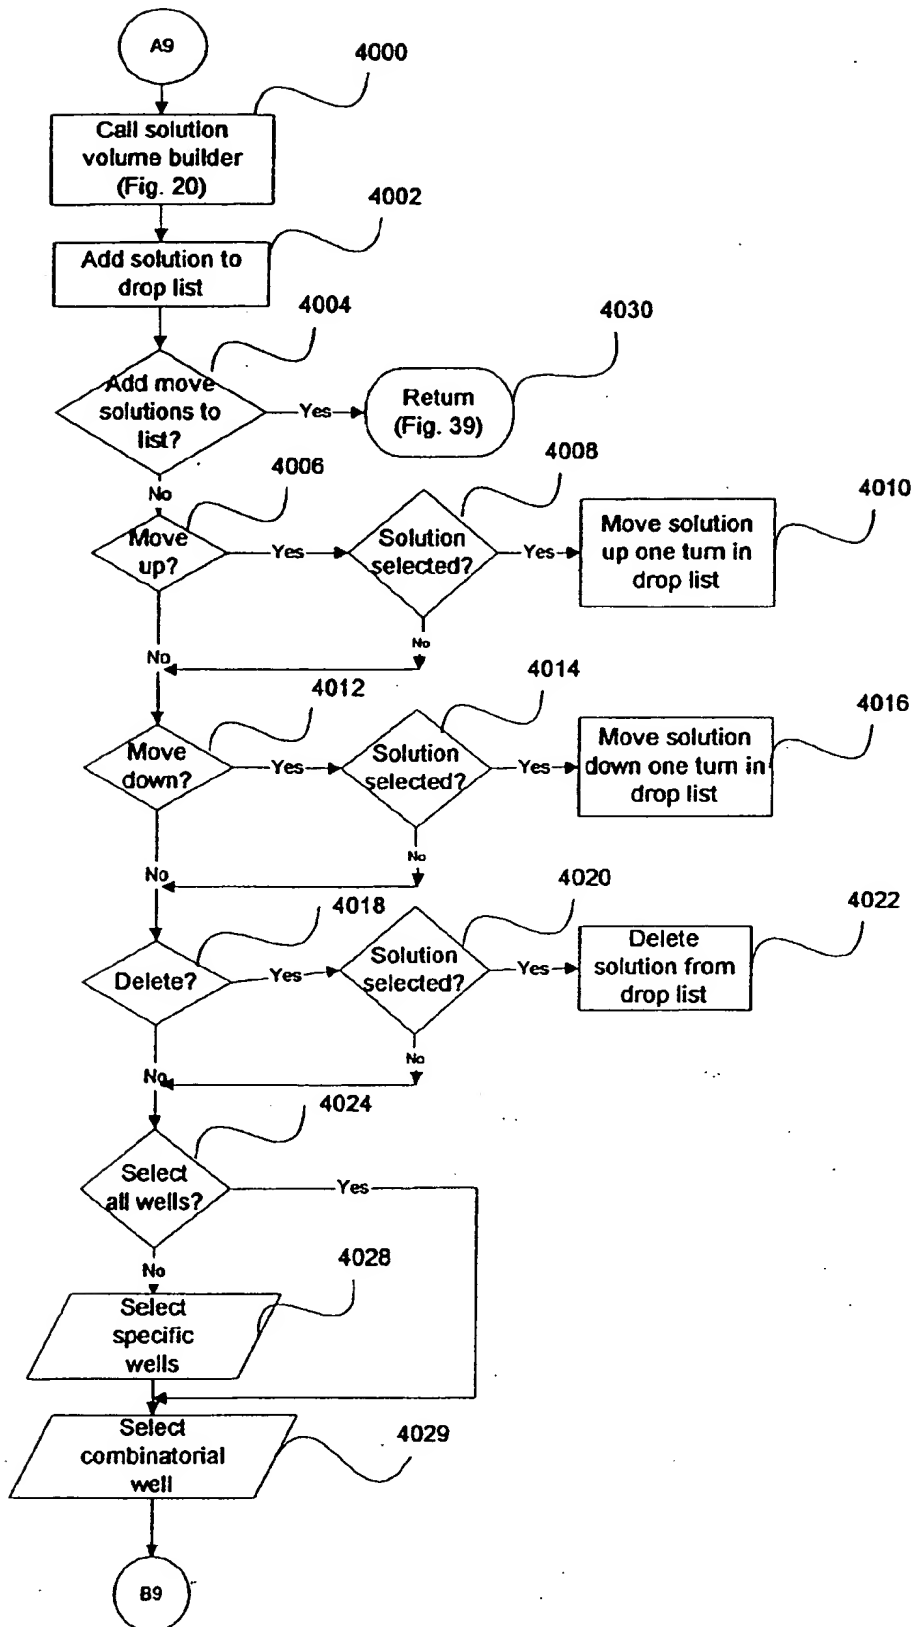 A9
4000
Call solution
volume builder
(Fig. 20)
4002
Add solution to
drop list
4004
Add move
solutions to
list?
Yes
4030
Return
(Fig. 39)
No
4006
Move
up?
Yes
4008
Solution
selected?
Yes
4010
Move solution
up one turn in
drop list
No
No
4012
Move
down?
Yes
4014
Solution
selected?
Yes
4016
Move solution
down one turn in
drop list
No
No
4018
Delete?
Yes
4020
Solution
selected?
Yes
4022
Delete
solution from
drop list
No
No
4024
Select
all wells?
Yes
No
4028
Select
specific
wells
4029
Select
combinatorial
well
B9